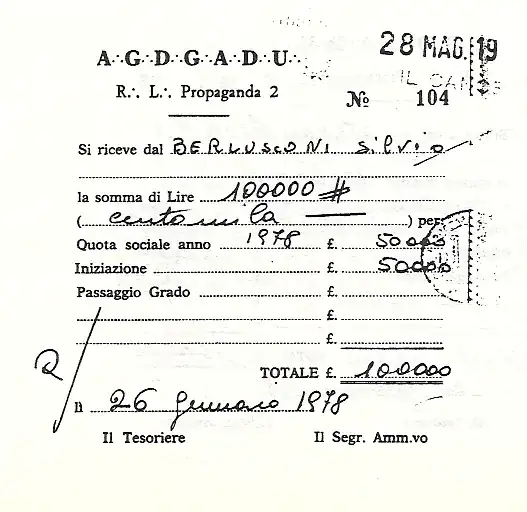 28 MAG. 19
A∴G∴D∴G∴A∴D∴U∴
IL CAN
R∴ L∴ Propaganda 2
№ 104
Si riceve dal BERLUSCONI Silvio
la somma di Lire 100000 #
( centomila ) per:
Quota sociale anno 1978 £. 50000
Iniziazione £. 50000
Passaggio Grado £.
£.
£.
TOTALE £. 100000
lì 26 Gennaio 1978
Il Tesoriere Il Segr. Amm.vo